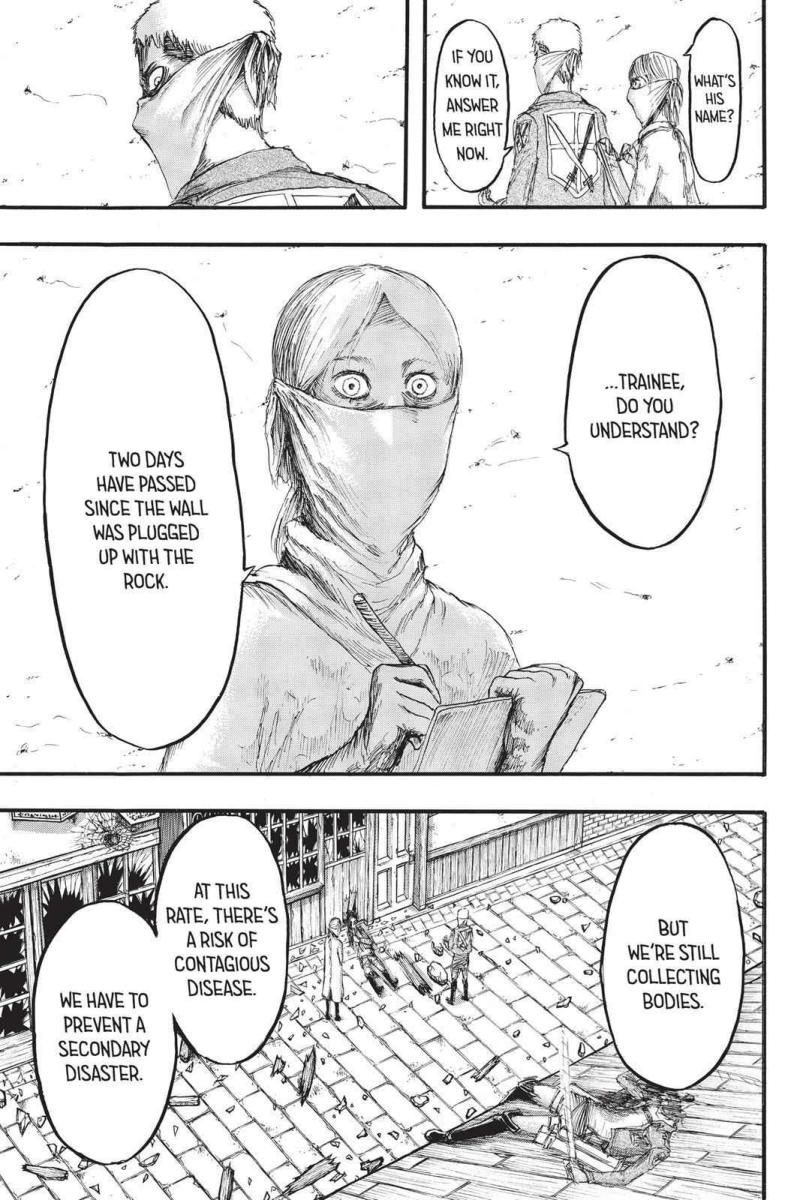 WHAT'S
HIS
NAME?
IF YOU
KNOW IT,
ANSWER
ME RIGHT
NOW.
...TRAINEE,
DO YOU
UNDERSTAND?
TWO DAYS
HAVE PASSED
SINCE THE WALL
WAS PLUGGED
UP WITH THE
ROCK.
BUT
WE'RE STILL
COLLECTING
BODIES.
AT THIS
RATE, THERE'S
A RISK OF
CONTAGIOUS
DISEASE.
WE HAVE TO
PREVENT A
SECONDARY
DISASTER.